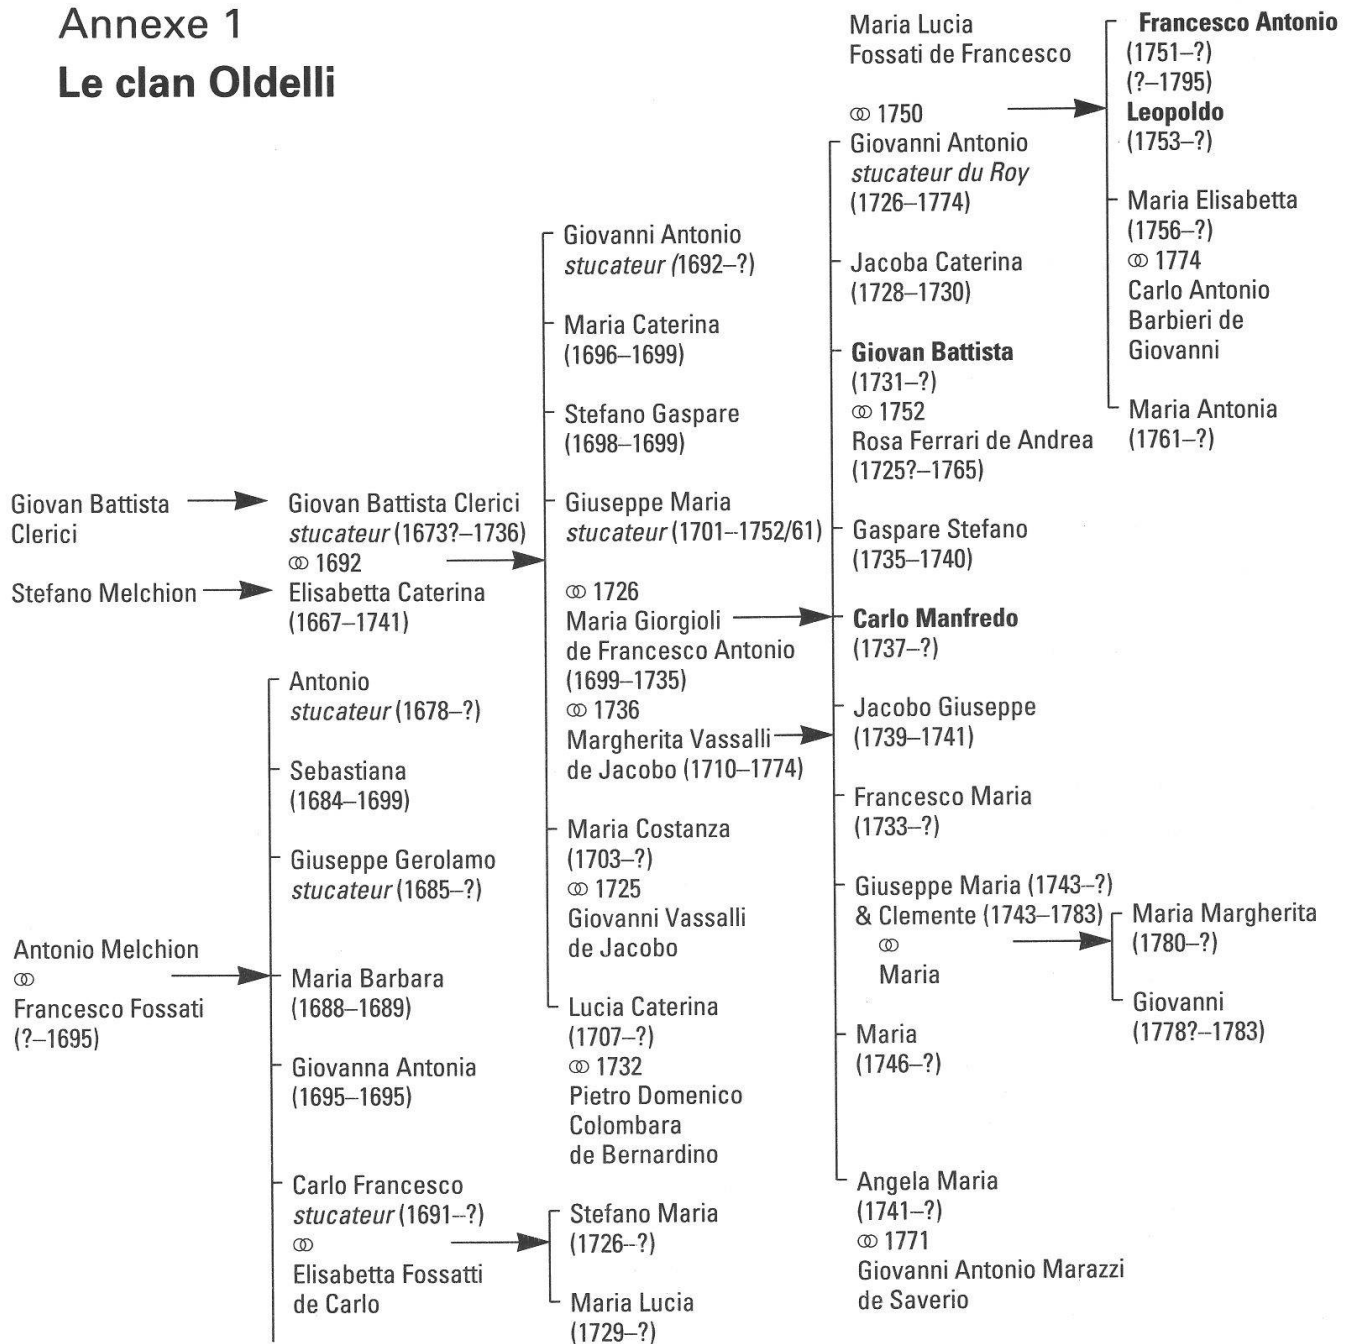 Annexe 1
Le clan Oldelli
Giovan Battista
Clerici
Stefano Melchion
Antonio Melchion
⚭
Francesco Fossati
(?–1695)
Giovan Battista Clerici
stucateur (1673?–1736)
⚭ 1692
Elisabetta Caterina
(1667–1741)
Antonio
stucateur (1678–?)
Sebastiana
(1684–1699)
Giuseppe Gerolamo
stucateur (1685–?)
Maria Barbara
(1688–1689)
Giovanna Antonia
(1695–1695)
Carlo Francesco
stucateur (1691–?)
⚭
Elisabetta Fossatti
de Carlo
Giovanni Antonio
stucateur (1692–?)
Maria Caterina
(1696–1699)
Stefano Gaspare
(1698–1699)
Giuseppe Maria
stucateur (1701–1752/61)
⚭ 1726
Maria Giorgioli
de Francesco Antonio
(1699–1735)
⚭ 1736
Margherita Vassalli
de Jacobo (1710–1774)
Maria Costanza
(1703–?)
⚭ 1725
Giovanni Vassalli
de Jacobo
Lucia Caterina
(1707–?)
⚭ 1732
Pietro Domenico
Colombara
de Bernardino
Stefano Maria
(1726–?)
Maria Lucia
(1729–?)
Maria Lucia
Fossati de Francesco
⚭ 1750
Giovanni Antonio
stucateur du Roy
(1726–1774)
Jacoba Caterina
(1728–1730)
Giovan Battista
(1731–?)
⚭ 1752
Rosa Ferrari de Andrea
(1725?–1765)
Gaspare Stefano
(1735–1740)
Carlo Manfredo
(1737–?)
Jacobo Giuseppe
(1739–1741)
Francesco Maria
(1733–?)
Giuseppe Maria (1743–?)
& Clemente (1743–1783)
⚭
Maria
Maria
(1746–?)
Angela Maria
(1741–?)
⚭ 1771
Giovanni Antonio Marazzi
de Saverio
Francesco Antonio
(1751–?)
(?–1795)
Leopoldo
(1753–?)
Maria Elisabetta
(1756–?)
⚭ 1774
Carlo Antonio
Barbieri de
Giovanni
Maria Antonia
(1761–?)
Maria Margherita
(1780–?)
Giovanni
(1778?–1783)